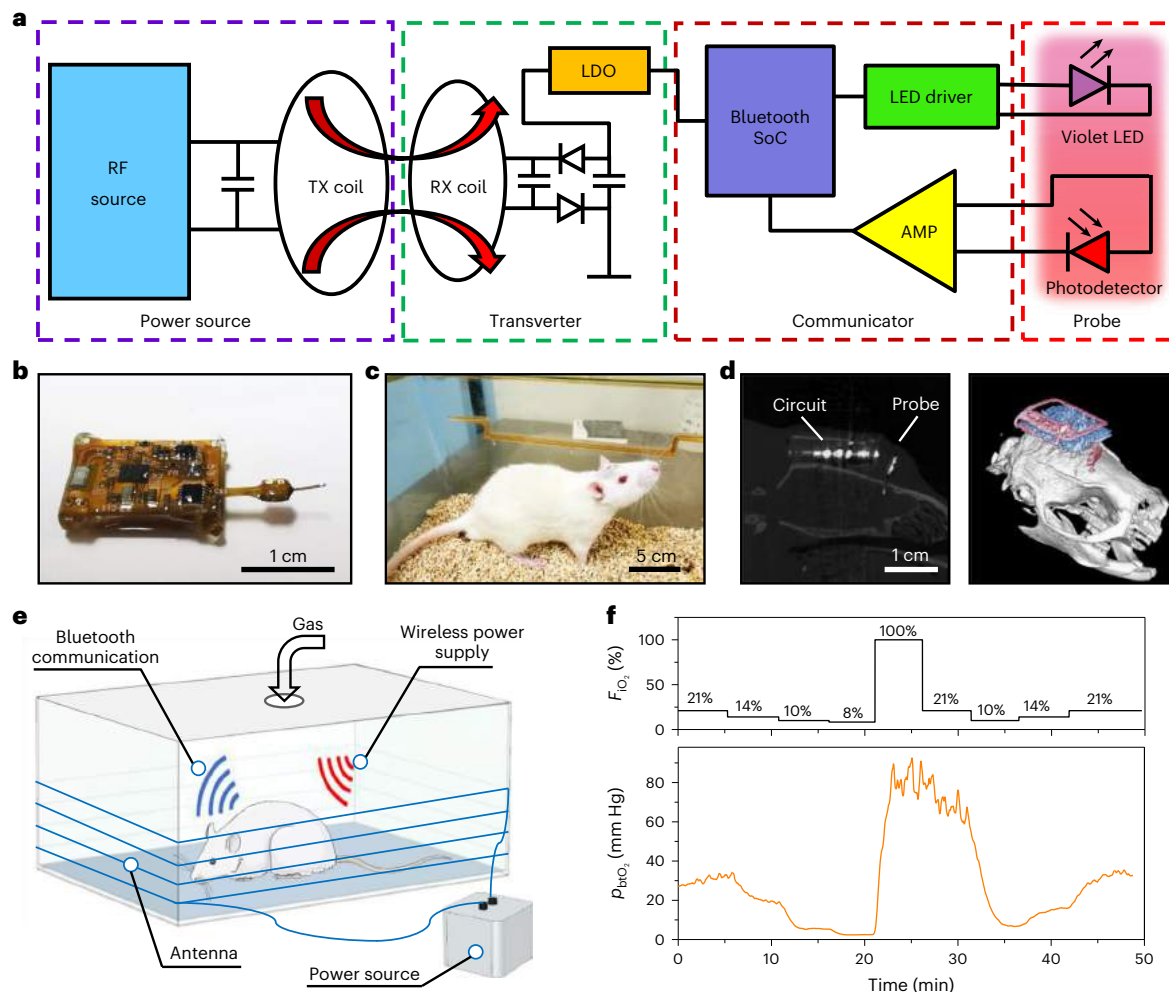 a
RF
source
TX coil
RX coil
LDO
Bluetooth
SoC
LED driver
AMP
Violet LED
Photodetector
Power source
Transverter
Communicator
Probe
b
1 cm
c
5 cm
d
Circuit
Probe
1 cm
e
Bluetooth
communication
Gas
Wireless power
supply
Antenna
Power source
f
FiO2 (%)
100
50
0
21%
14%
10%
8%
100%
21%
10%
14%
21%
pbtO2 (mm Hg)
80
60
40
20
0
0
10
20
30
40
50
Time (min)